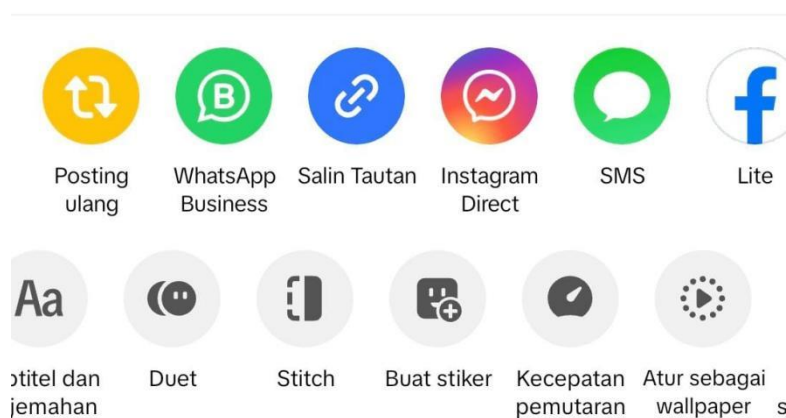 Posting WhatsApp Salin Tautan Instagram SMS Lite
ulang Business Direct
Aa
dan Duet Stitch Buat stiker Kecepatan Atur sebagai
pemutaran wallpaper